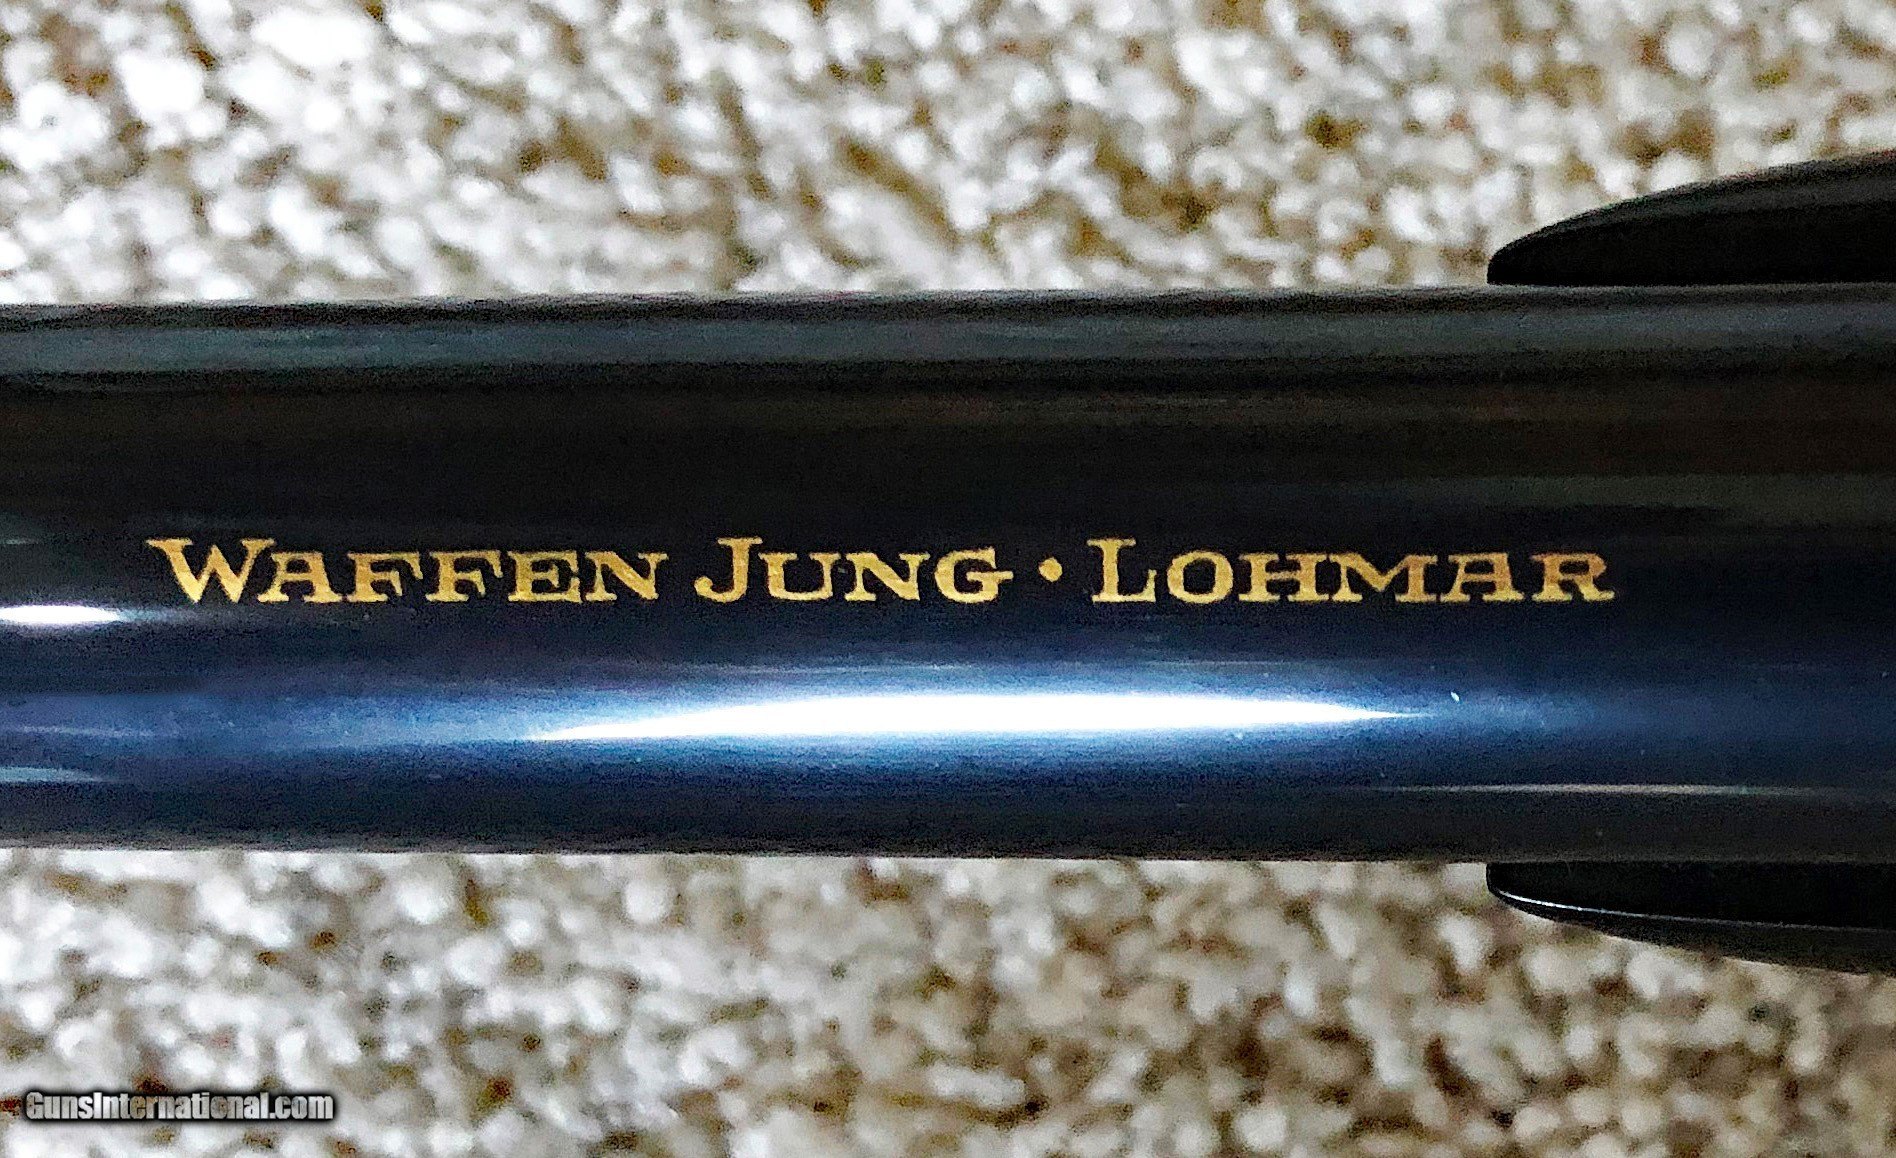 WAFFEN JUNG · LOHMAR
GunsInternational.com